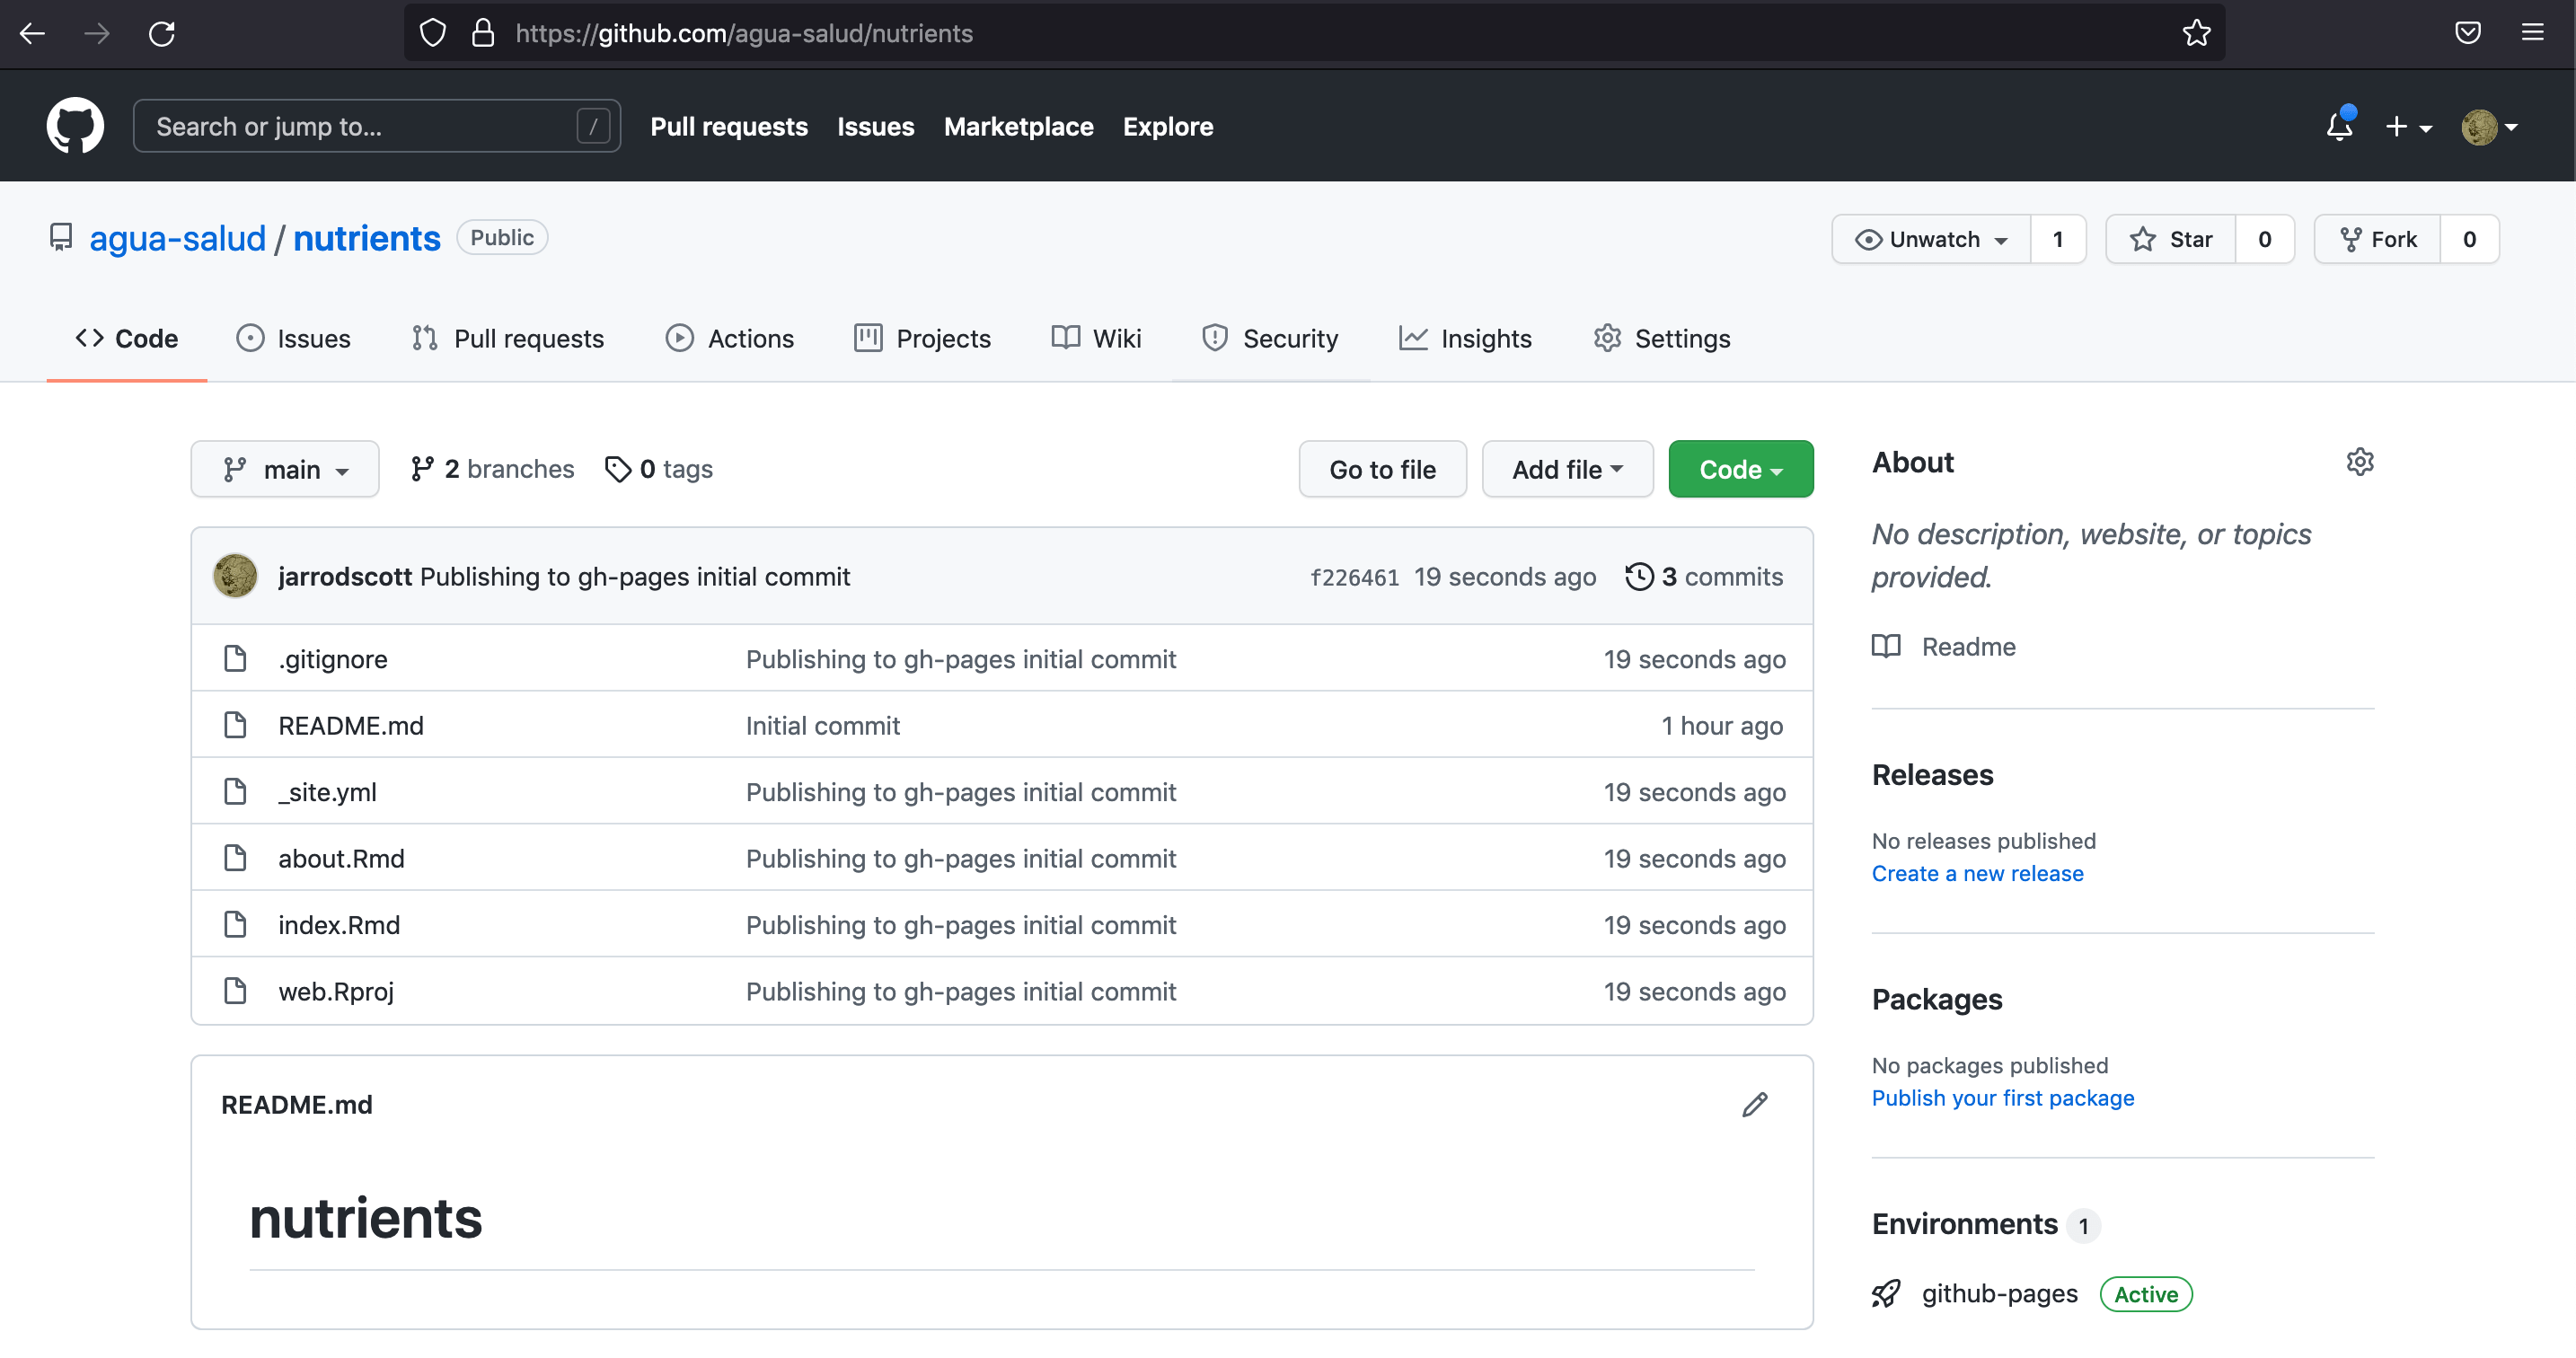 https://github.com/agua-salud/nutrients
Search or jump to... / Pull requests Issues Marketplace Explore
agua-salud / nutrients Public Unwatch 1 Star 0 Fork 0
Code Issues Pull requests Actions Projects Wiki Security Insights Settings
main 2 branches 0 tags Go to file Add file Code
jarrodscott Publishing to gh-pages initial commit f226461 19 seconds ago 3 commits
.gitignore Publishing to gh-pages initial commit 19 seconds ago
README.md Initial commit 1 hour ago
_site.yml Publishing to gh-pages initial commit 19 seconds ago
about.Rmd Publishing to gh-pages initial commit 19 seconds ago
index.Rmd Publishing to gh-pages initial commit 19 seconds ago
web.Rproj Publishing to gh-pages initial commit 19 seconds ago
README.md
nutrients
About
No description, website, or topics
provided.
Readme
Releases
No releases published
Create a new release
Packages
No packages published
Publish your first package
Environments 1
github-pages Active